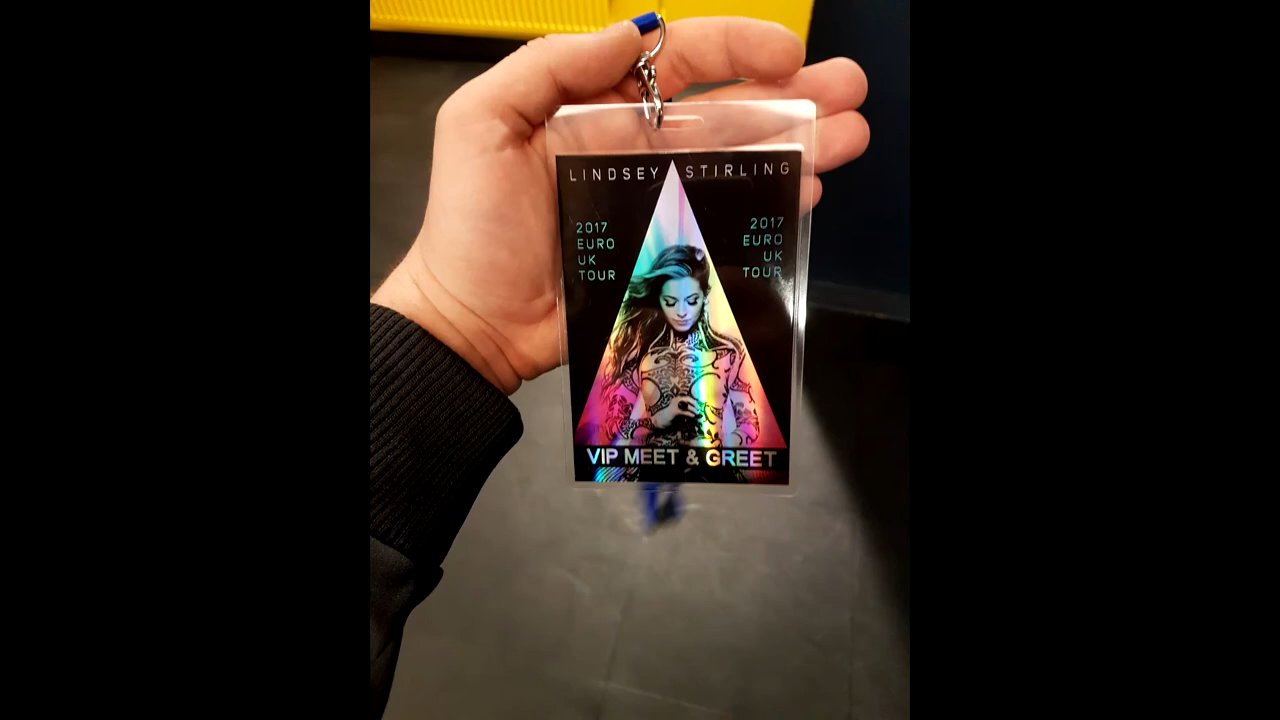 LINDSEY STIRLING
2017
EURO
UK
TOUR
2017
EURO
UK
TOUR
VIP MEET & GREET